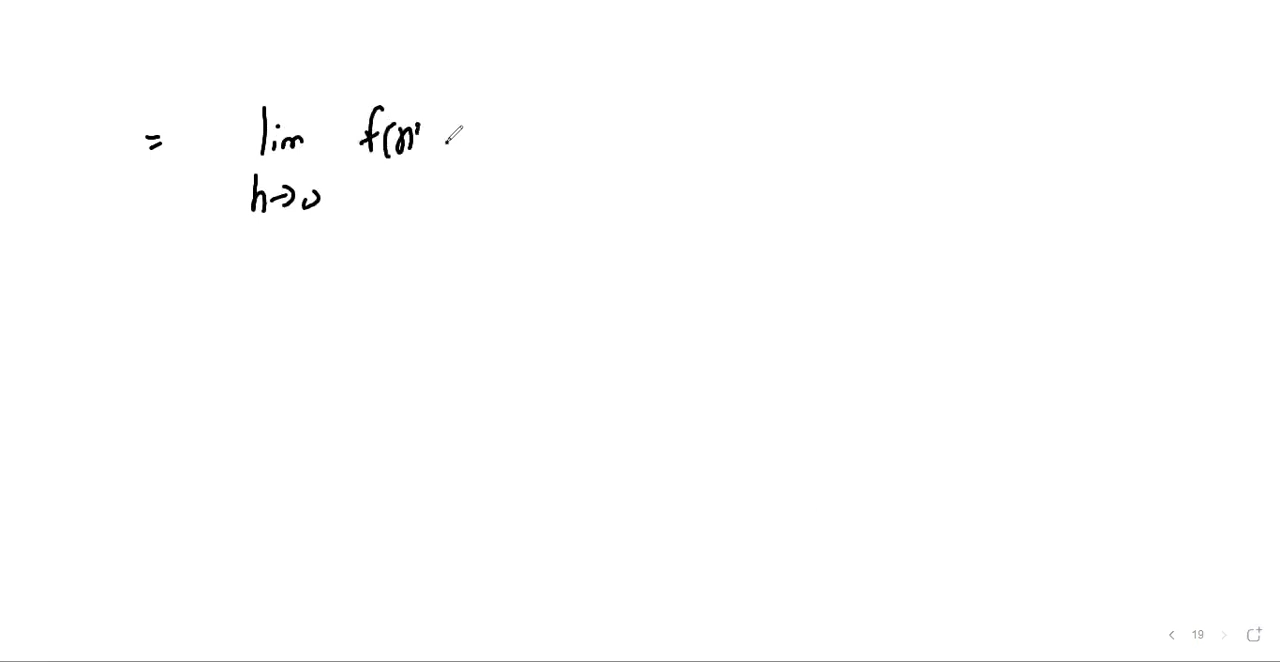 = lim f(x)
h→0
19